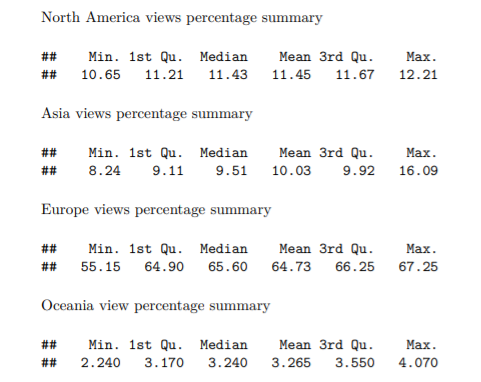 North America views percentage summary
## Min. 1st Qu. Median Mean 3rd Qu. Max.
## 10.65 11.21 11.43 11.45 11.67 12.21
Asia views percentage summary
## Min. 1st Qu. Median Mean 3rd Qu. Max.
## 8.24 9.11 9.51 10.03 9.92 16.09
Europe views percentage summary
## Min. 1st Qu. Median Mean 3rd Qu. Max.
## 55.15 64.90 65.60 64.73 66.25 67.25
Oceania view percentage summary
## Min. 1st Qu. Median Mean 3rd Qu. Max.
## 2.240 3.170 3.240 3.265 3.550 4.070